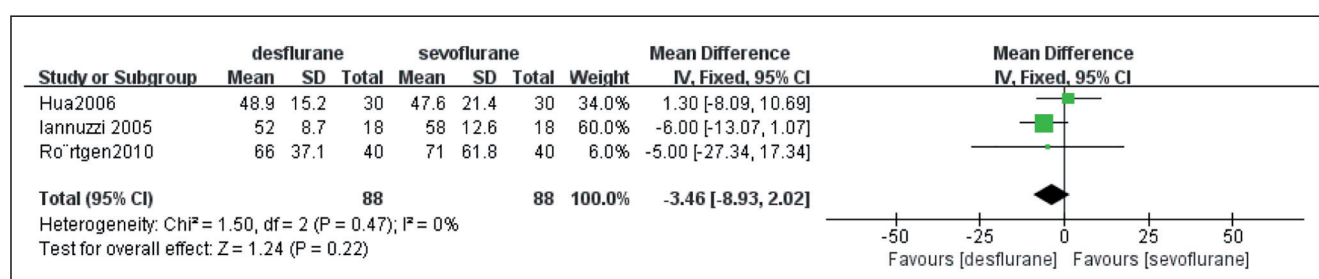 desflurane sevoflurane Mean Difference Mean Difference
Study or Subgroup Mean SD Total Mean SD Total Weight IV, Fixed, 95% CI IV, Fixed, 95% CI
Hua2006 48.9 15.2 30 47.6 21.4 30 34.0% 1.30 [-8.09, 10.69]
Iannuzzi 2005 52 8.7 18 58 12.6 18 60.0% -6.00 [-13.07, 1.07]
Ro¨rtgen2010 66 37.1 40 71 61.8 40 6.0% -5.00 [-27.34, 17.34]
Total (95% CI) 88 88 100.0% -3.46 [-8.93, 2.02]
Heterogeneity: Chi² = 1.50, df = 2 (P = 0.47); I² = 0%
Test for overall effect: Z = 1.24 (P = 0.22)
-50 -25 0 25 50
Favours [desflurane] Favours [sevoflurane]